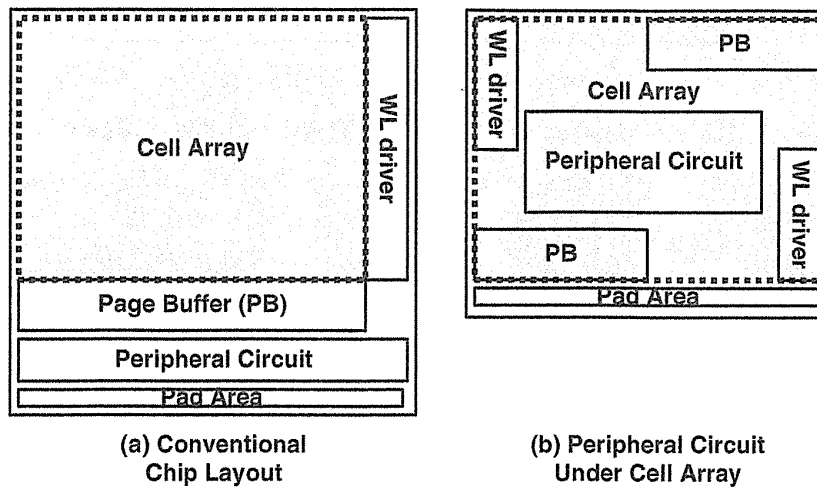 Cell Array
WL driver
Page Buffer (PB)
Peripheral Circuit
Pad Area
(a) Conventional
Chip Layout
WL driver
PB
Cell Array
Peripheral Circuit
WL driver
PB
Pad Area
(b) Peripheral Circuit
Under Cell Array